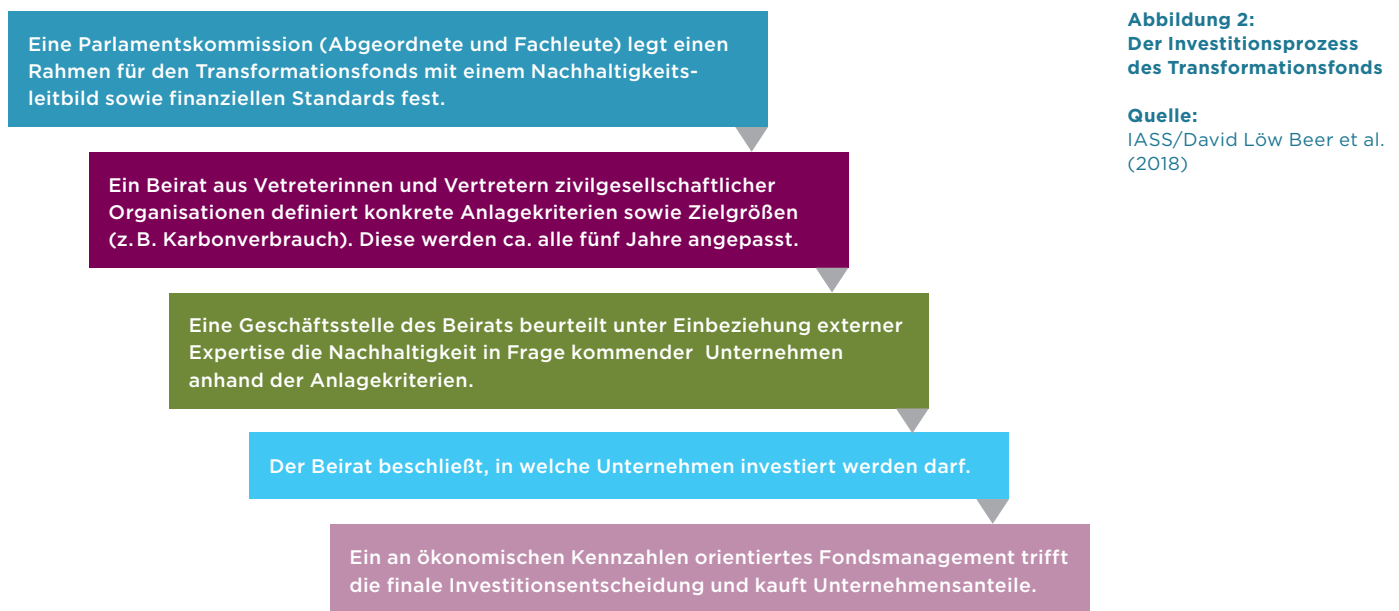 Eine Parlamentskommission (Abgeordnete und Fachleute) legt einen
Rahmen für den Transformationsfonds mit einem Nachhaltigkeits-
leitbild sowie finanziellen Standards fest.
Ein Beirat aus Vetreterinnen und Vertretern zivilgesellschaftlicher
Organisationen definiert konkrete Anlagekriterien sowie Zielgrößen
(z. B. Karbonverbrauch). Diese werden ca. alle fünf Jahre angepasst.
Eine Geschäftsstelle des Beirats beurteilt unter Einbeziehung externer
Expertise die Nachhaltigkeit in Frage kommender Unternehmen
anhand der Anlagekriterien.
Der Beirat beschließt, in welche Unternehmen investiert werden darf.
Ein an ökonomischen Kennzahlen orientiertes Fondsmanagement trifft
die finale Investitionsentscheidung und kauft Unternehmensanteile.
Abbildung 2:
Der Investitionsprozess
des Transformationsfonds
Quelle:
IASS/David Löw Beer et al.
(2018)